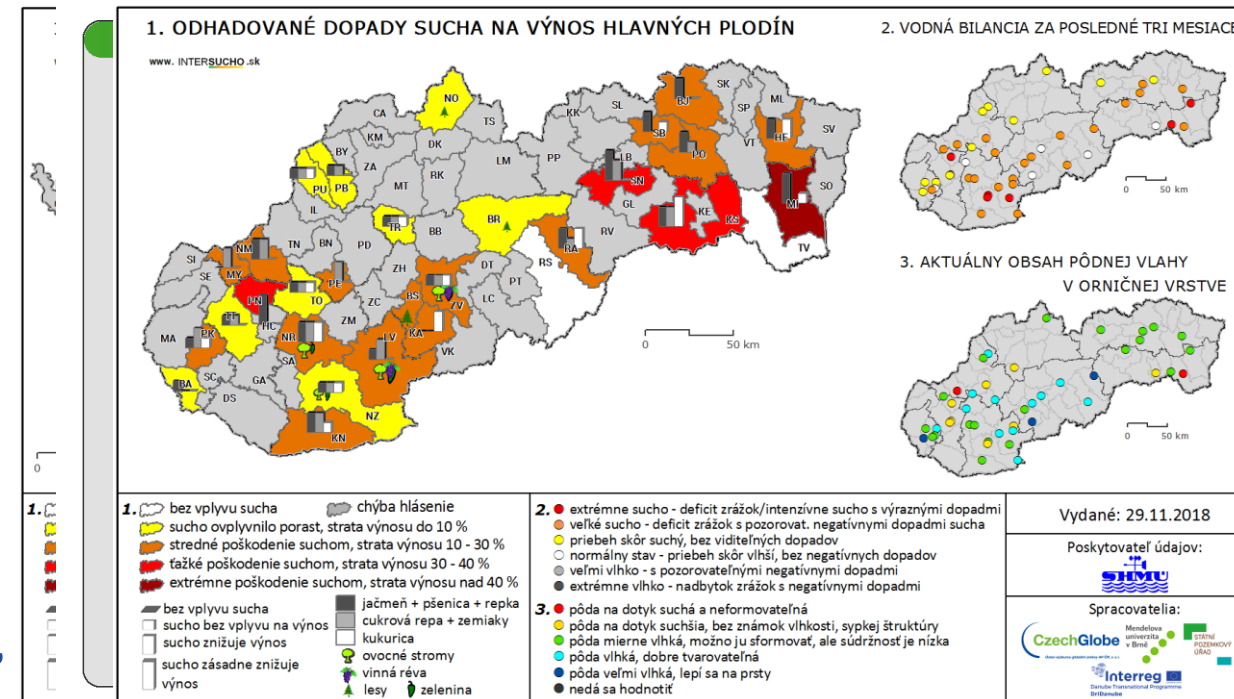 1. ODHADOVANÉ DOPADY SUCHA NA VÝNOS HLAVNÝCH PLODÍN
www. INTERSUCHO.sk
NO
CA
TS
KM
BY
DK
ZA
PU
PB
RK
LM
MT
IL
TR
BR
TN
BN
PD
BB
SI
NM
SE
MY
PE
ZH
DT
PN
TO
BS
ZV
PT
HC
ZC
LC
MA
PK
TT
NR
ZM
LV
KA
VK
SA
BA
SC
GA
DS
NZ
KN
KK
SL
BJ
SK
ML
SP
SB
HE
SV
PP
LB
PO
VT
SN
SO
GL
MI
KE
KS
RA
RV
RS
TV
0 50 km
2. VODNÁ BILANCIA ZA POSLEDNÉ TRI MESIACE
0 50 km
3. AKTUÁLNY OBSAH PÔDNEJ VLAHY
V ORNIČNEJ VRSTVE
0 50 km
0
1.
1. bez vplyvu sucha
chýba hlásenie
sucho ovplyvnilo porast, strata výnosu do 10 %
stredné poškodenie suchom, strata výnosu 10 - 30 %
ťažké poškodenie suchom, strata výnosu 30 - 40 %
extrémne poškodenie suchom, strata výnosu nad 40 %
bez vplyvu sucha
sucho bez vplyvu na výnos
sucho znižuje výnos
sucho zásadne znižuje
výnos
jačmeň + pšenica + repka
cukrová repa + zemiaky
kukurica
ovocné stromy
vinná réva
lesy
zelenina
2. extrémne sucho - deficit zrážok/intenzívne sucho s výraznými dopadmi
veľké sucho - deficit zrážok s pozorovat. negatívnymi dopadmi sucha
priebeh skôr suchý, bez viditeľných dopadov
normálny stav - priebeh skôr vlhší, bez negatívnych dopadov
veľmi vlhko - s pozorovateľnými negatívnymi dopadmi
extrémne vlhko - nadbytok zrážok s negatívnymi dopadmi
3. pôda na dotyk suchá a neformovateľná
pôda na dotyk suchšia, bez známok vlhkosti, sypkej štruktúry
pôda mierne vlhká, možno ju sformovať, ale súdržnosť je nízka
pôda vlhká, dobre tvarovateľná
pôda veľmi vlhká, lepí sa na prsty
nedá sa hodnotiť
Vydané: 29.11.2018
Poskytovateľ údajov:
SHMÚ
Spracovatelia:
CzechGlobe
Mendelova
univerzita
v Brně
STÁTNÍ
POZEMKOVÝ
ÚŘAD
Interreg
Danube Transnational Programme
DriDanube